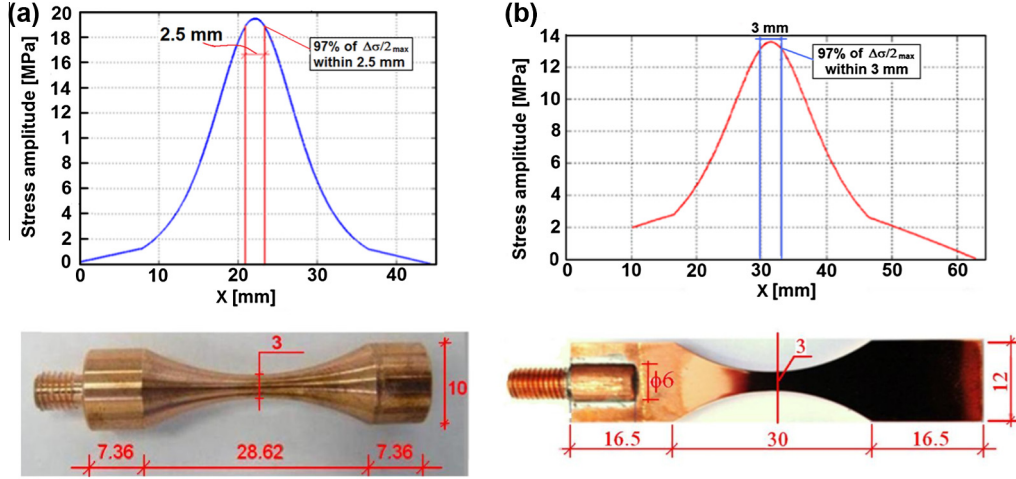 (a)
Stress amplitude [MPa]
20
18
16
14
12
1
8
6
4
2
0
2.5 mm
97% of Δσ/2max
within 2.5 mm
0 10 20 30 40
X [mm]
3
10
7.36 28.62 7.36
(b)
Stress amplitude [MPa]
14
12
10
8
6
4
2
0
3 mm
97% of Δσ/2max
within 3 mm
0 10 20 30 40 50 60
X [mm]
3
ϕ6
12
16.5 30 16.5